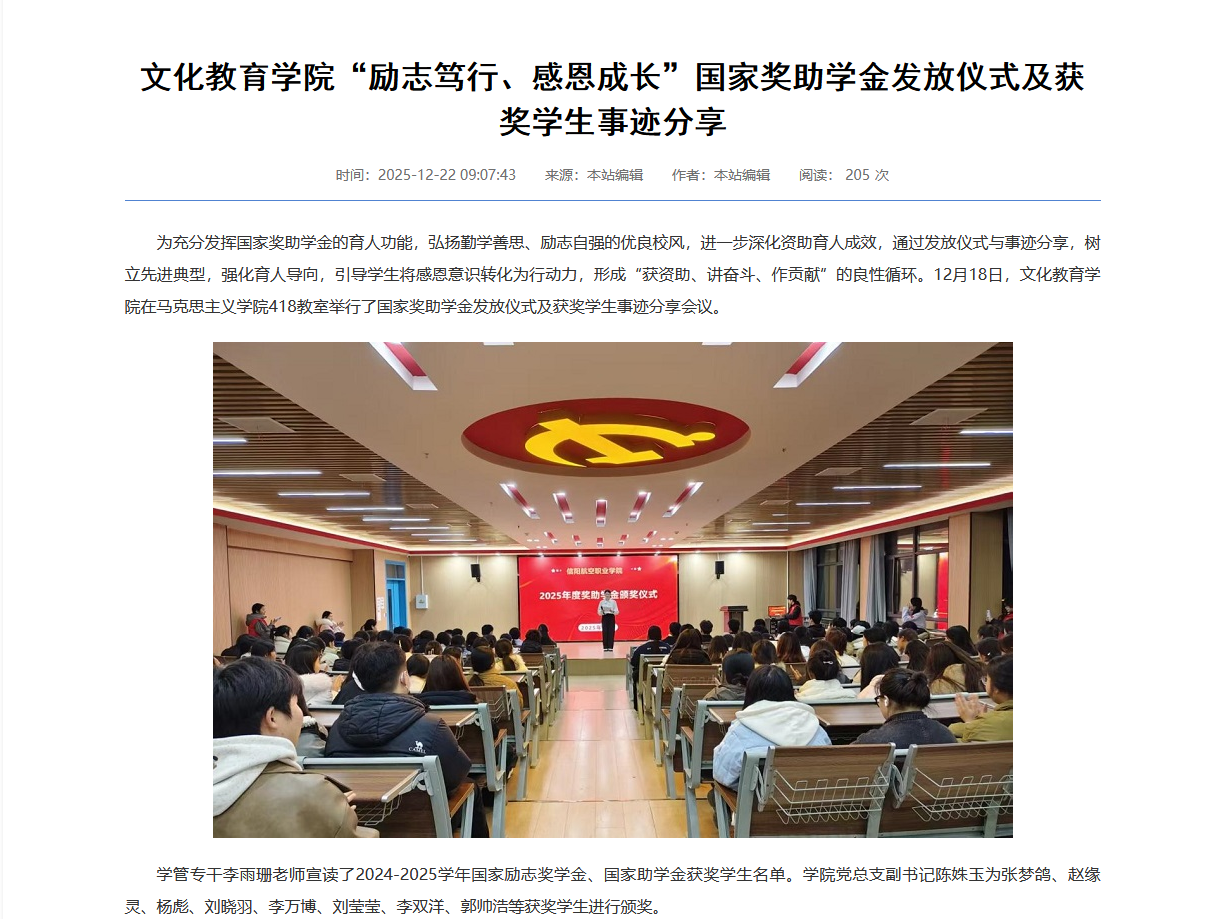 文化教育学院“励志笃行、感恩成长”国家奖助学金发放仪式及获
奖学生事迹分享
时间：2025-12-22 09:07:43 来源：本站编辑 作者：本站编辑 阅读： 205 次
为充分发挥国家奖助学金的育人功能，弘扬勤学善思、励志自强的优良校风，进一步深化资助育人成效，通过发放仪式与事迹分享，树
立先进典型，强化育人导向，引导学生将感恩意识转化为行动力，形成“获资助、讲奋斗、作贡献”的良性循环。12月18日，文化教育学
院在马克思主义学院418教室举行了国家奖助学金发放仪式及获奖学生事迹分享会议。
信阳航空职业学院
2025年度奖助学金颁奖仪式
CAMEL
学管专干李雨珊老师宣读了2024-2025学年国家励志奖学金、国家助学金获奖学生名单。学院党总支副书记陈姝玉为张梦鸽、赵缘
灵、杨彪、刘晓羽、李万博、刘莹莹、李双洋、郭帅浩等获奖学生进行颁奖。